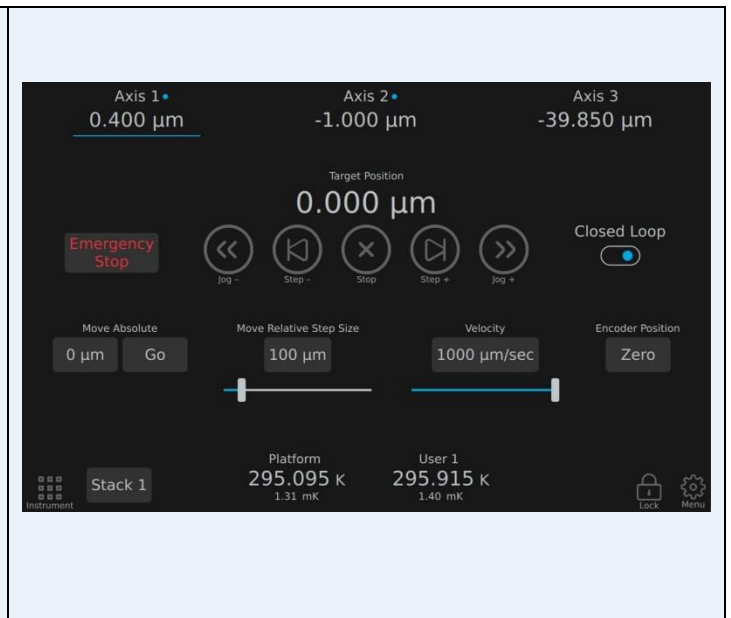 Axis 1
Axis 2
Axis 3
0.400 μm
-1.000 μm
-39.850 μm
Target Position
0.000 μm
Emergency
Stop
Closed Loop
Jog -
Step -
Stop
Step +
Jog +
Move Absolute
Move Relative Step Size
Velocity
Encoder Position
0 μm
Go
100 μm
1000 μm/sec
Zero
Platform
User 1
Stack 1
295.095 K
295.915 K
1.31 mK
1.40 mK
Instrument
Lock
Menu